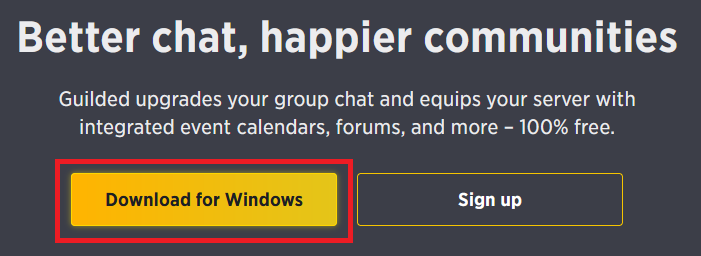 Better chat, happier communities
Guilded upgrades your group chat and equips your server with
integrated event calendars, forums, and more – 100% free.
Download for Windows
Sign up